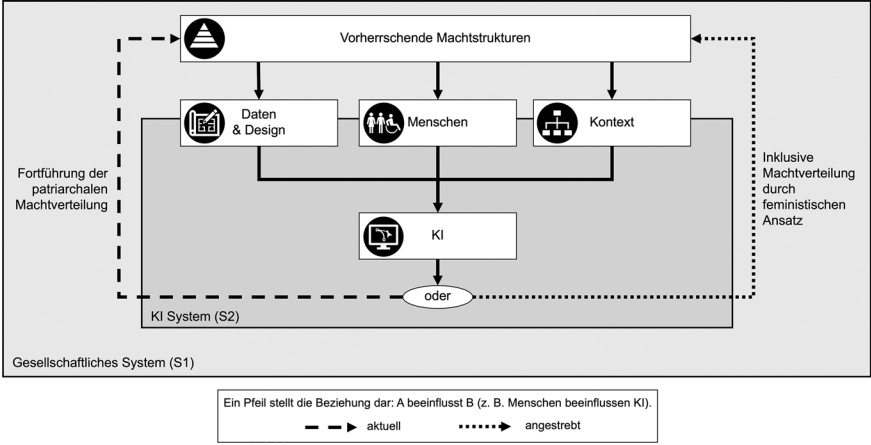 Vorherrschende Machtstrukturen
Daten
& Design
Menschen
Kontext
Fortführung der
patriarchalen
Machtverteilung
Inklusive
Machtverteilung
durch
feministischen
Ansatz
KI
oder
KI System (S2)
Gesellschaftliches System (S1)
Ein Pfeil stellt die Beziehung dar: A beeinflusst B (z. B. Menschen beeinflussen KI).
aktuell
angestrebt